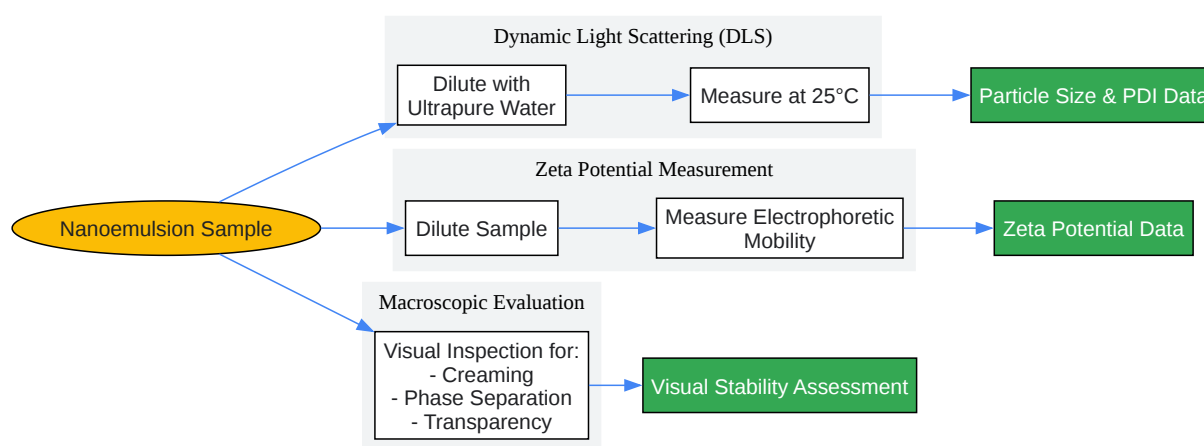 Dynamic Light Scattering (DLS)
Dilute with
Ultrapure Water
Measure at 25°C
Particle Size & PDI Data
Zeta Potential Measurement
Nanoemulsion Sample
Dilute Sample
Measure Electrophoretic
Mobility
Zeta Potential Data
Macroscopic Evaluation
Visual Inspection for:
- Creaming
- Phase Separation
- Transparency
Visual Stability Assessment